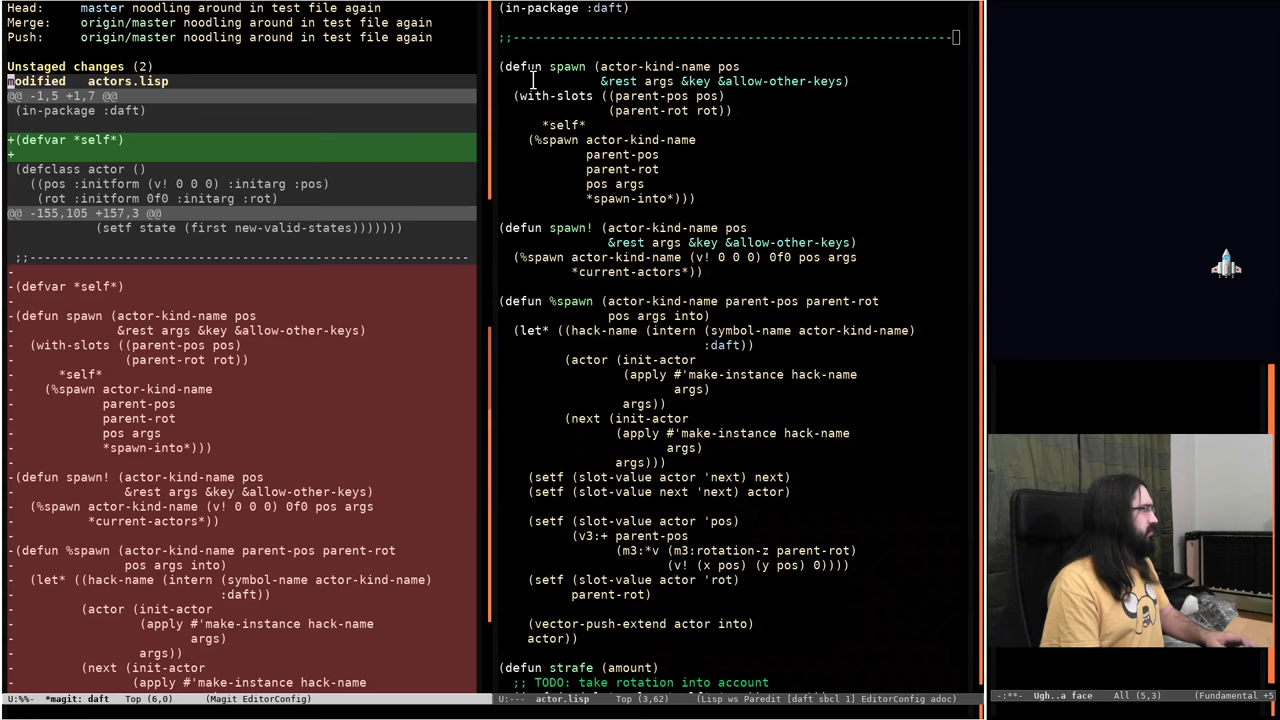 Head:     master noodling around in test file again
Merge:    origin/master noodling around in test file again
Push:     origin/master noodling around in test file again
Unstaged changes (2)
modified   actors.lisp
@@ -1,5 +1,7 @@
 (in-package :daft)
+(defvar *self*)
+
 (defclass actor ()
   ((pos :initform (v! 0 0 0) :initarg :pos)
    (rot :initform 0f0 :initarg :rot)
@@ -155,105 +157,3 @@
            (setf state (first new-valid-states)))))))
 ;;--------------------------------------------------------------
-
-(defvar *self*)
-
-(defun spawn (actor-kind-name pos
-              &rest args &key &allow-other-keys)
-  (with-slots ((parent-pos pos)
-               (parent-rot rot))
-      *self*
-    (%spawn actor-kind-name
-            parent-pos
-            parent-rot
-            pos args
-            *spawn-into*)))
-
-(defun spawn! (actor-kind-name pos
-               &rest args &key &allow-other-keys)
-  (%spawn actor-kind-name (v! 0 0 0) 0f0 pos args
-          *current-actors*))
-
-(defun %spawn (actor-kind-name parent-pos parent-rot
-               pos args into)
-  (let* ((hack-name (intern (symbol-name actor-kind-name)
-                            :daft))
-         (actor (init-actor
-                 (apply #'make-instance hack-name
-                        args)
-                 args))
-         (next (init-actor
-                (apply #'make-instance hack-name
U:%%-  *magit: daft     Top (6,0)      (Magit EditorConfig)
(in-package :daft)
;;-------------------------------------------------------------
(defun spawn (actor-kind-name pos
              &rest args &key &allow-other-keys)
  (with-slots ((parent-pos pos)
               (parent-rot rot))
      *self*
    (%spawn actor-kind-name
            parent-pos
            parent-rot
            pos args
            *spawn-into*)))
(defun spawn! (actor-kind-name pos
               &rest args &key &allow-other-keys)
  (%spawn actor-kind-name (v! 0 0 0) 0f0 pos args
          *current-actors*))
(defun %spawn (actor-kind-name parent-pos parent-rot
               pos args into)
  (let* ((hack-name (intern (symbol-name actor-kind-name)
                            :daft))
         (actor (init-actor
                 (apply #'make-instance hack-name
                        args)
                 args))
         (next (init-actor
                (apply #'make-instance hack-name
                       args)
                args)))
    (setf (slot-value actor 'next) next)
    (setf (slot-value next 'next) actor)
    (setf (slot-value actor 'pos)
          (v3:+ parent-pos
                (m3:*v (m3:rotation-z parent-rot)
                       (v! (x pos) (y pos) 0))))
    (setf (slot-value actor 'rot)
          parent-rot)
    (vector-push-extend actor into)
    actor))
(defun strafe (amount)
  ;; TODO: take rotation into account
U:---  actor.lisp     Top (3,62)     (Lisp ws Paredit [daft sbcl 1] EditorConfig adoc)
-:**-  Ugh..a face   All (5,3)    (Fundamental +5